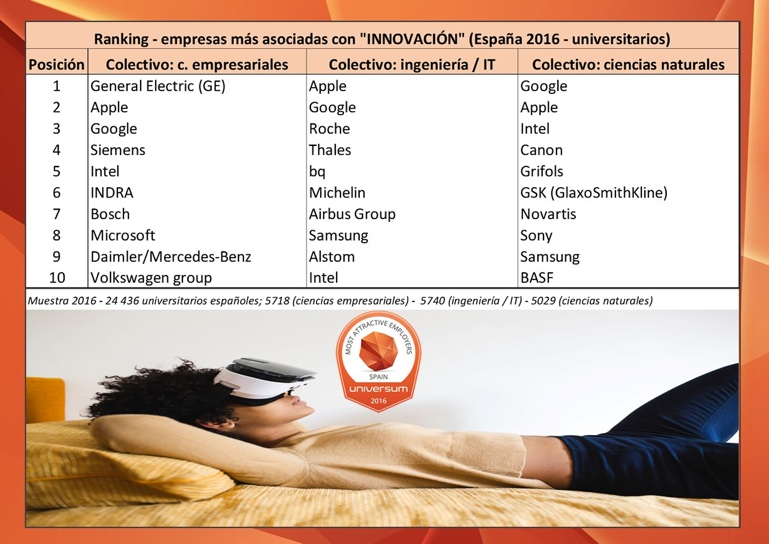 Ranking - empresas más asociadas con "INNOVACIÓN" (España 2016 - universitarios)
Posición Colectivo: c. empresariales Colectivo: ingeniería / IT Colectivo: ciencias naturales
1 General Electric (GE) Apple Google
2 Apple Google Apple
3 Google Roche Intel
4 Siemens Thales Canon
5 Intel bq Grifols
6 INDRA Michelin GSK (GlaxoSmithKline)
7 Bosch Airbus Group Novartis
8 Microsoft Samsung Sony
9 Daimler/Mercedes-Benz Alstom Samsung
10 Volkswagen group Intel BASF
Muestra 2016 - 24 436 universitarios españoles; 5718 (ciencias empresariales) - 5740 (ingeniería / IT) - 5029 (ciencias naturales)
MOST ATTRACTIVE EMPLOYERS
SPAIN
universum
2016